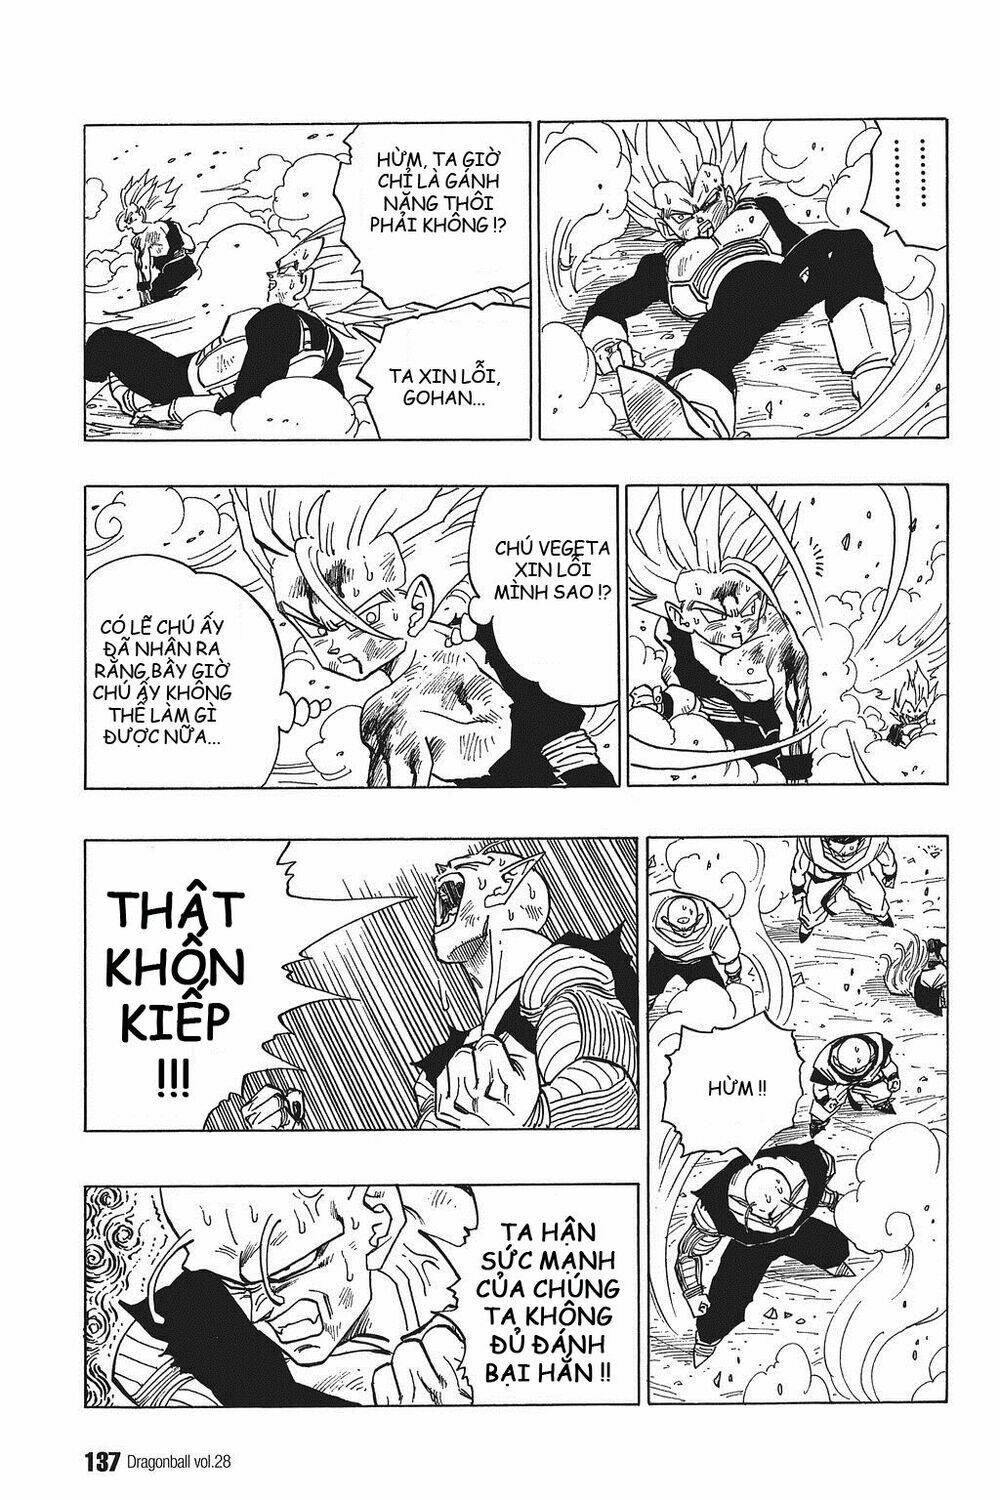 HỪM, TA GIỜ
CHỈ LÀ GÁNH
NẶNG THÔI
PHẢI KHÔNG !?
TA XIN LỖI,
GOHAN...
CHÚ VEGETA
XIN LỖI
MÌNH SAO !?
CÓ LẼ CHÚ ẤY
ĐÃ NHẬN RA
RẰNG BÂY GIỜ
CHÚ ẤY KHÔNG
THỂ LÀM GÌ
ĐƯỢC NỮA...
THẬT
KHỐN
KIẾP
!!!
HỪM !!
TA HẬN
SỨC MẠNH
CỦA CHÚNG
TA KHÔNG
ĐỦ ĐÁNH
BẠI HẮN !!
137 Dragonball vol.28